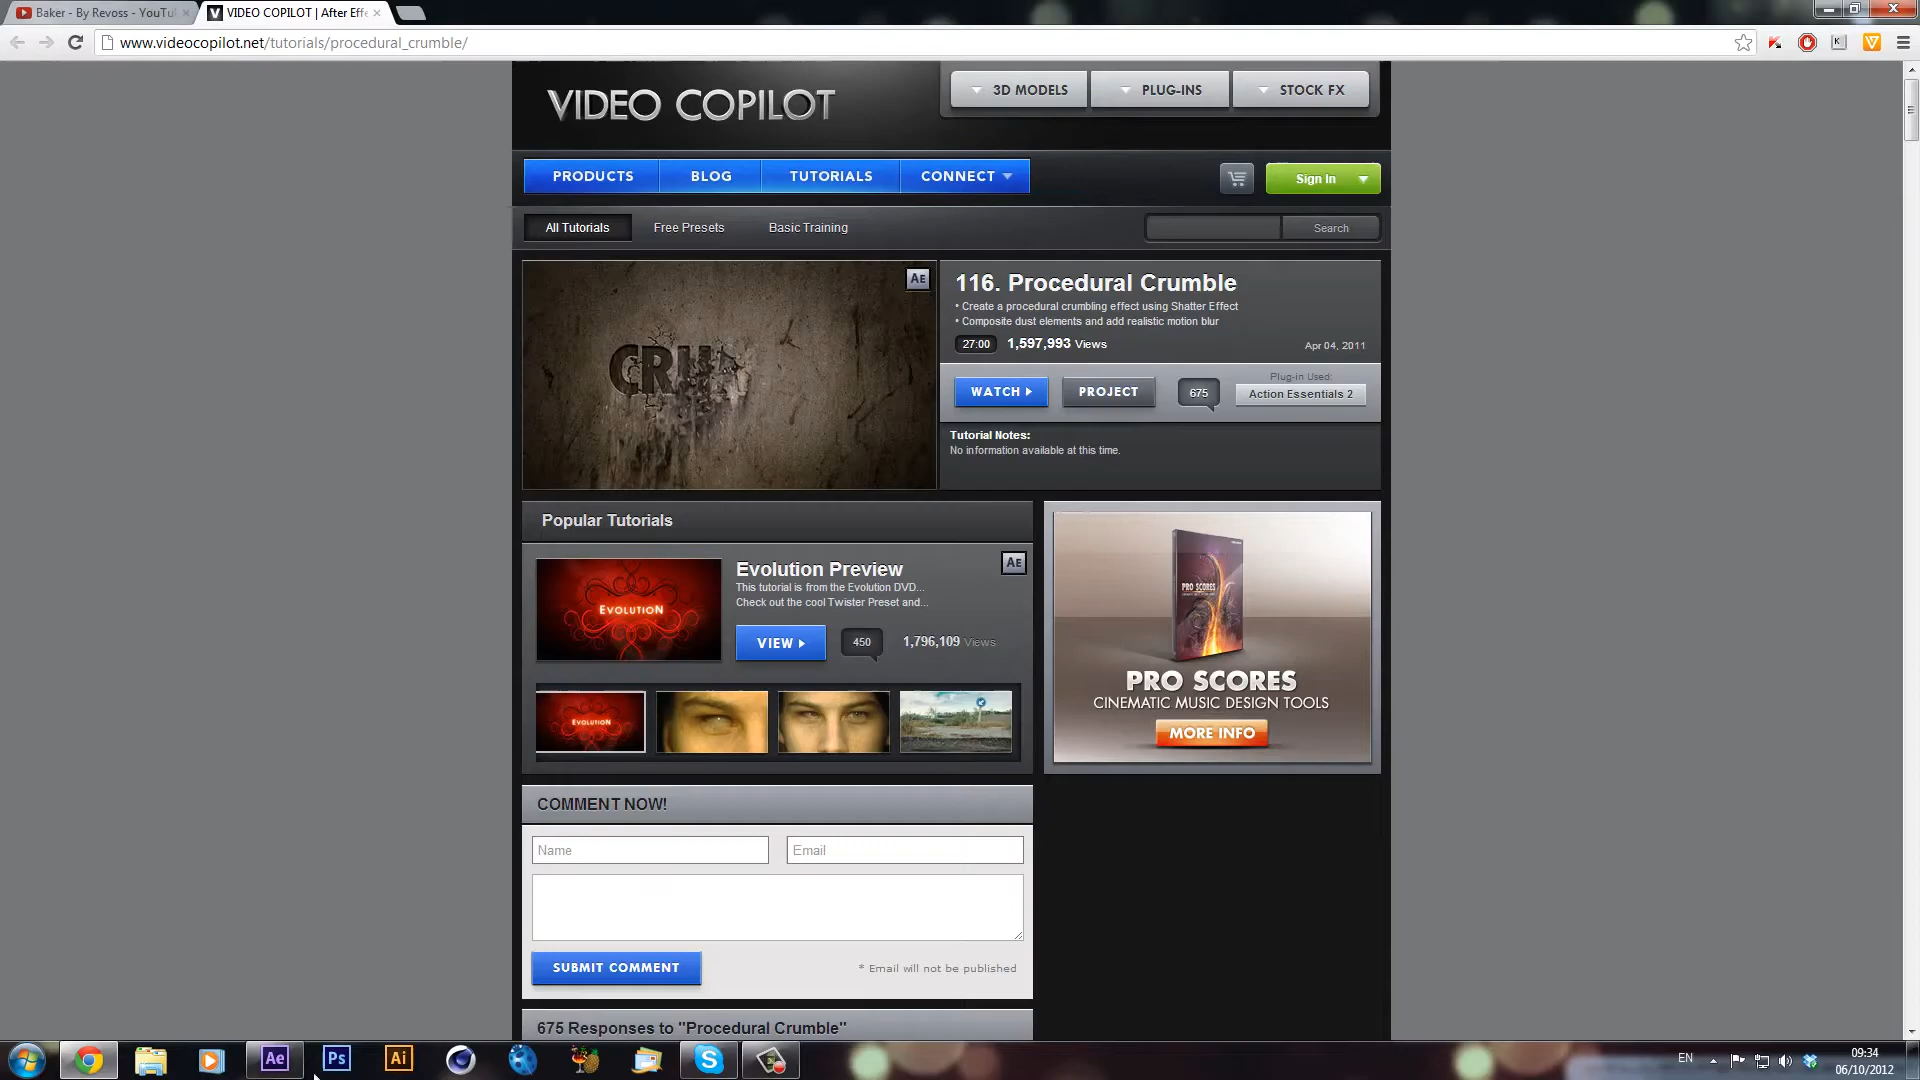 Baker - By Revoss - YouTu
VIDEO COPILOT | After Effe
www.videocopilot.net/tutorials/procedural_crumble/
VIDEO COPILOT
3D MODELS
PLUG-INS
STOCK FX
PRODUCTS
BLOG
TUTORIALS
CONNECT
Sign In
All Tutorials
Free Presets
Basic Training
Search
AE
CRUM
116. Procedural Crumble
• Create a procedural crumbling effect using Shatter Effect
• Composite dust elements and add realistic motion blur
27:00
1,597,993 Views
Apr 04, 2011
WATCH
PROJECT
675
Plug-in Used:
Action Essentials 2
Tutorial Notes:
No information available at this time.
Popular Tutorials
AE
EVOLUTION
Evolution Preview
This tutorial is from the Evolution DVD...
Check out the cool Twister Preset and...
VIEW
450
1,796,109 Views
EVOLUTION
PRO SCORES
PRO SCORES
CINEMATIC MUSIC DESIGN TOOLS
MORE INFO
COMMENT NOW!
Name
Email
SUBMIT COMMENT
* Email will not be published
675 Responses to "Procedural Crumble"
Ae
Ps
Ai
EN
09:34
06/10/2012